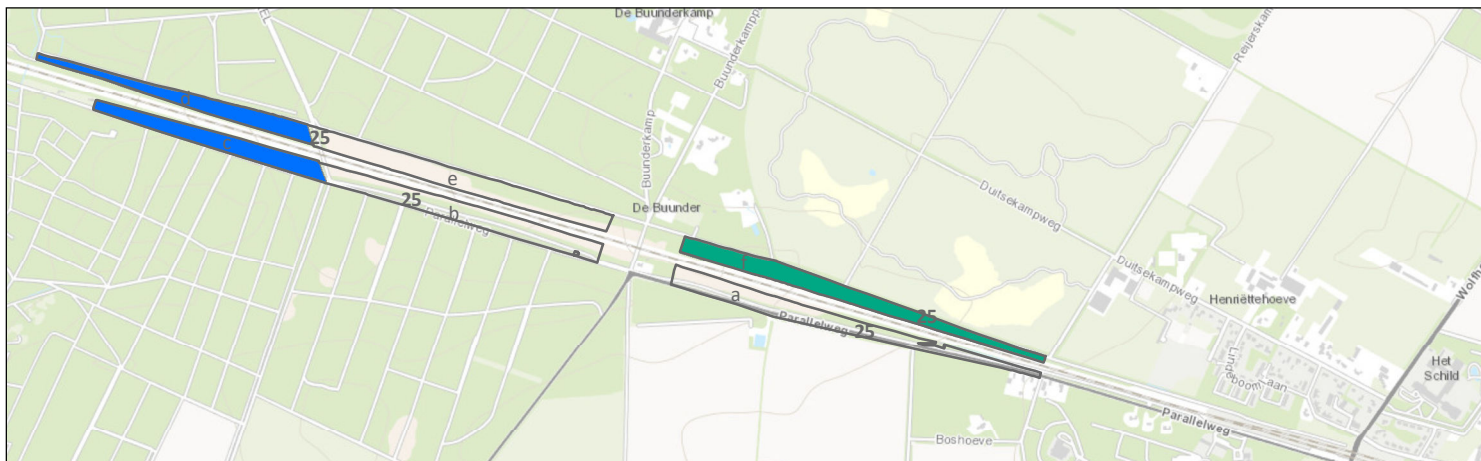 De Buunderkamp
EL
Buunderkamp
Reijerskamp
d
25
c
e
25
b
Parallelweg
Buunderkamp
De Buunder
Duitsekampweg
Duitsekampweg
f
a
25
Parallelweg
25
Henriëttehoeve
Lindeboomlaan
Het
Schild
Parallelweg
Boshoeve